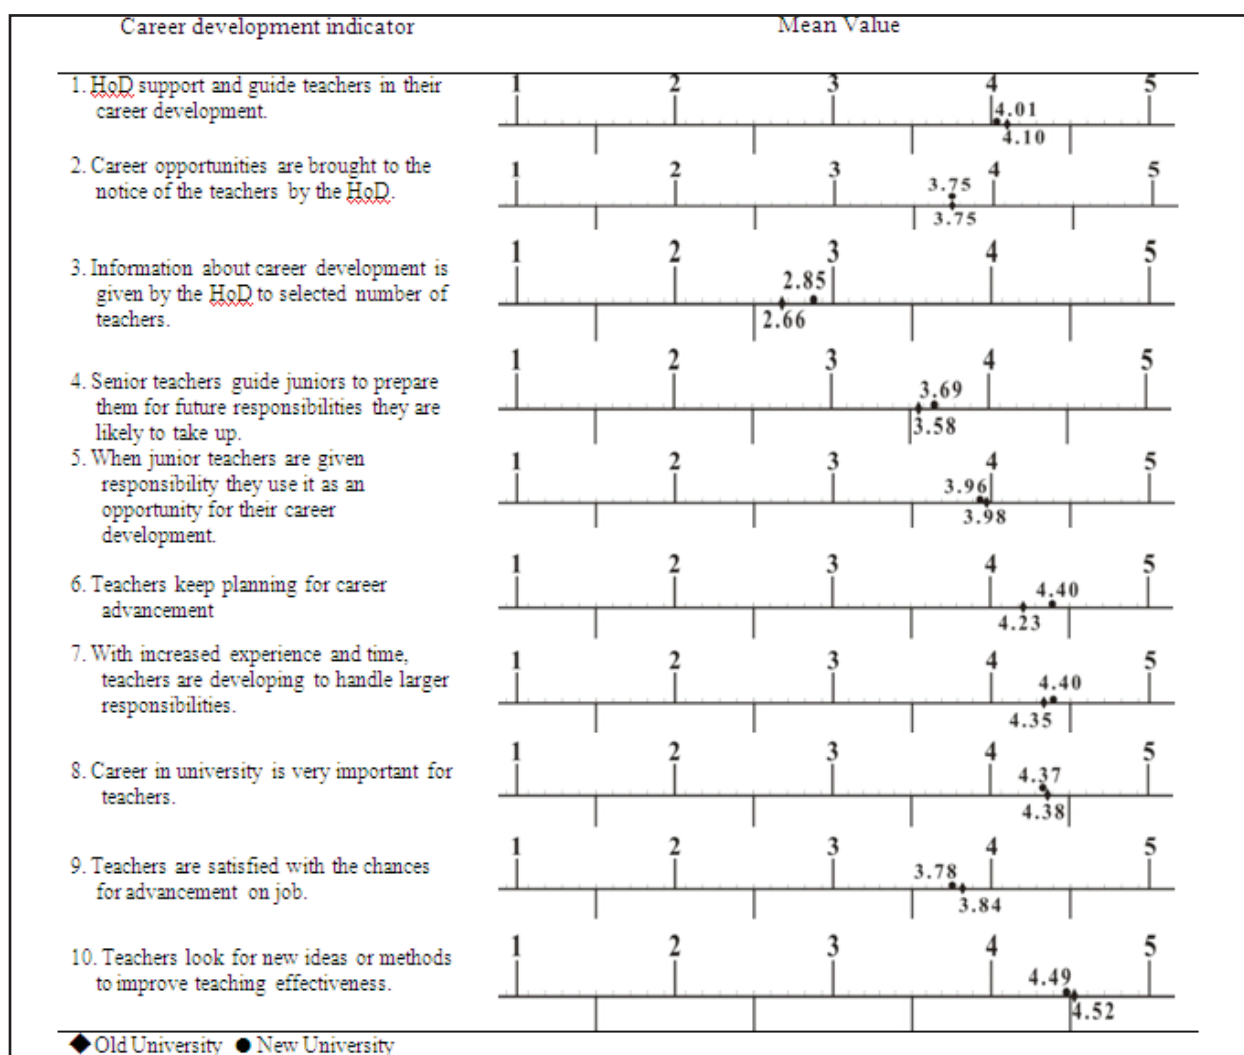 Career development indicator Mean Value
1. HoD support and guide teachers in their
career development.
1 2 3 4 5
4.01
4.10
2. Career opportunities are brought to the
notice of the teachers by the HoD.
1 2 3 4 5
3.75
3.75
3. Information about career development is
given by the HoD to selected number of
teachers.
1 2 3 4 5
2.85
2.66
4. Senior teachers guide juniors to prepare
them for future responsibilities they are
likely to take up.
1 2 3 4 5
3.69
3.58
5. When junior teachers are given
responsibility they use it as an
opportunity for their career
development.
1 2 3 4 5
3.96
3.98
6. Teachers keep planning for career
advancement
1 2 3 4 5
4.40
4.23
7. With increased experience and time,
teachers are developing to handle larger
responsibilities.
1 2 3 4 5
4.40
4.35
8. Career in university is very important for
teachers.
1 2 3 4 5
4.37
4.38
9. Teachers are satisfied with the chances
for advancement on job.
1 2 3 4 5
3.78
3.84
10. Teachers look for new ideas or methods
to improve teaching effectiveness.
1 2 3 4 5
4.49
4.52
◆ Old University ● New University